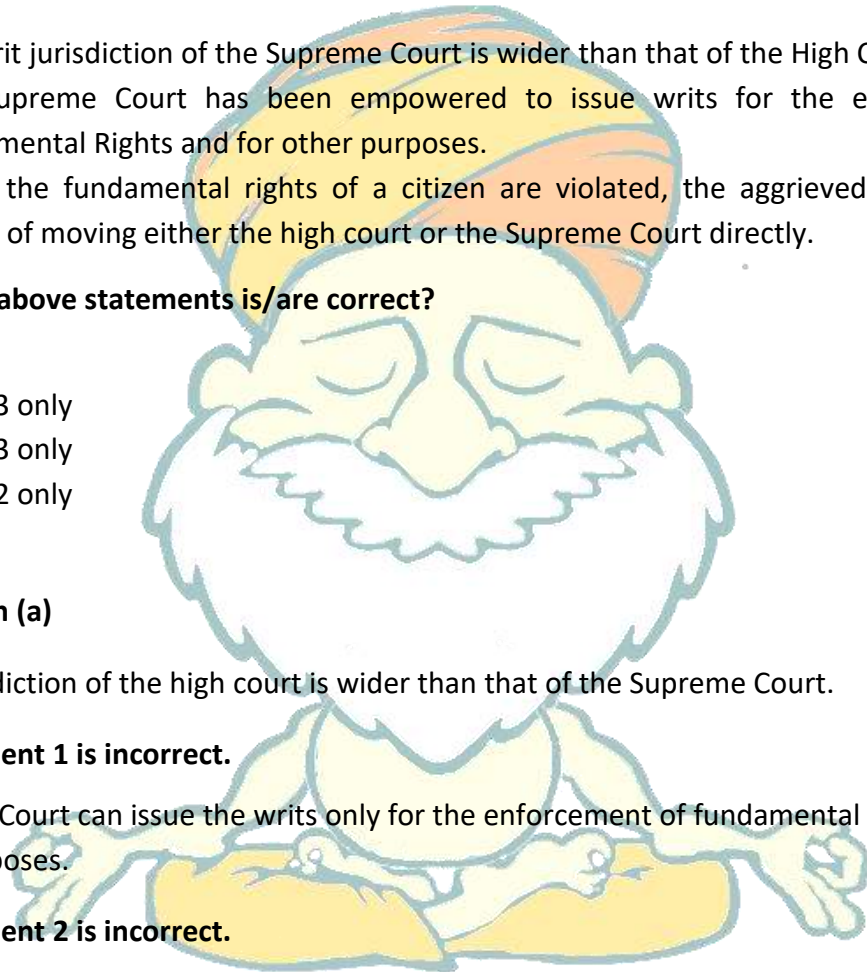 rit jurisdiction of the Supreme Court is wider than that of the High C
upreme Court has been empowered to issue writs for the e
mental Rights and for other purposes.
the fundamental rights of a citizen are violated, the aggrieved
of moving either the high court or the Supreme Court directly.
above statements is/are correct?
3 only
3 only
2 only
n (a)
diction of the high court is wider than that of the Supreme Court.
ent 1 is incorrect.
Court can issue the writs only for the enforcement of fundamental
poses.
ent 2 is incorrect.